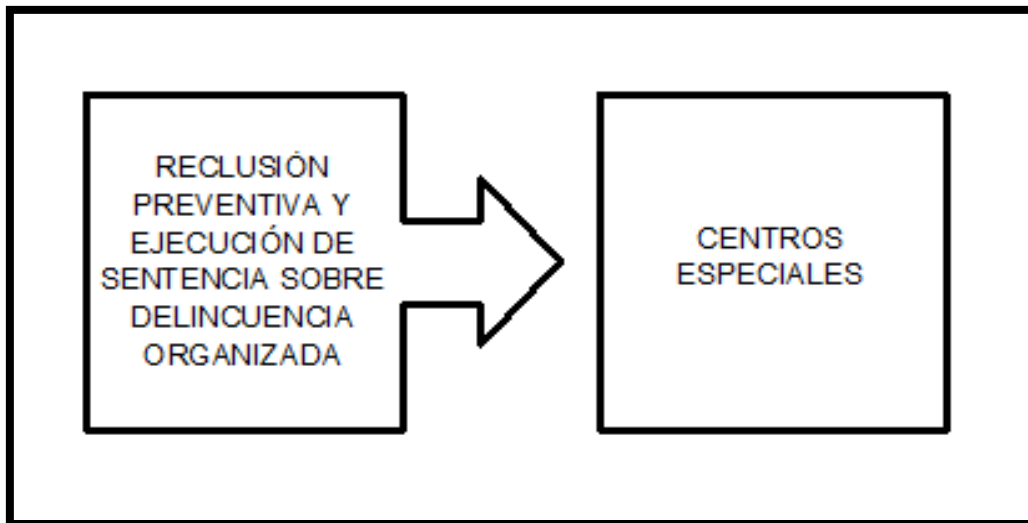 RECLUSIÓN
PREVENTIVA Y
EJECUCIÓN DE
SENTENCIA SOBRE
DELINCUENCIA
ORGANIZADA
CENTROS
ESPECIALES